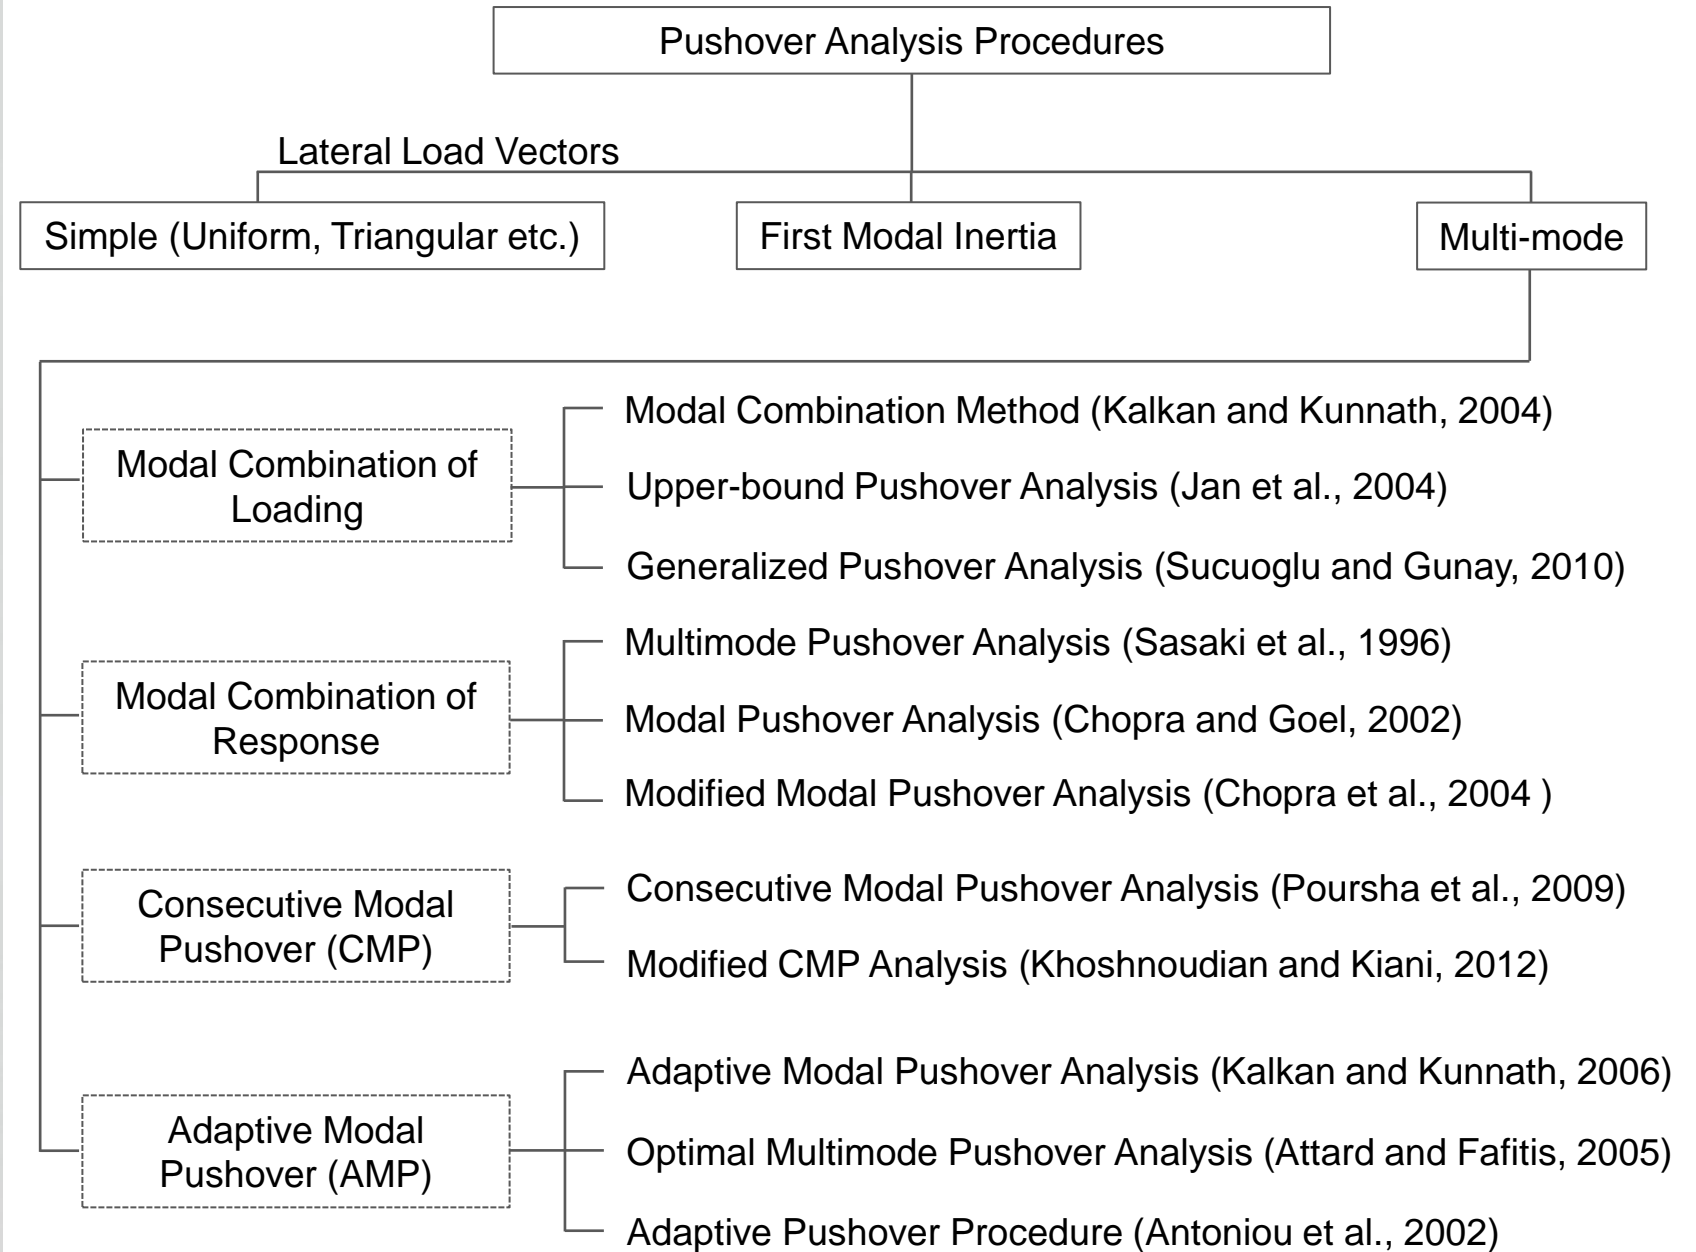 Pushover Analysis Procedures
Lateral Load Vectors
Simple (Uniform, Triangular etc.)
First Modal Inertia
Multi-mode
Modal Combination of
Loading
Modal Combination Method (Kalkan and Kunnath, 2004)
Upper-bound Pushover Analysis (Jan et al., 2004)
Generalized Pushover Analysis (Sucuoglu and Gunay, 2010)
Modal Combination of
Response
Multimode Pushover Analysis (Sasaki et al., 1996)
Modal Pushover Analysis (Chopra and Goel, 2002)
Modified Modal Pushover Analysis (Chopra et al., 2004 )
Consecutive Modal
Pushover (CMP)
Consecutive Modal Pushover Analysis (Poursha et al., 2009)
Modified CMP Analysis (Khoshnoudian and Kiani, 2012)
Adaptive Modal
Pushover (AMP)
Adaptive Modal Pushover Analysis (Kalkan and Kunnath, 2006)
Optimal Multimode Pushover Analysis (Attard and Fafitis, 2005)
Adaptive Pushover Procedure (Antoniou et al., 2002)